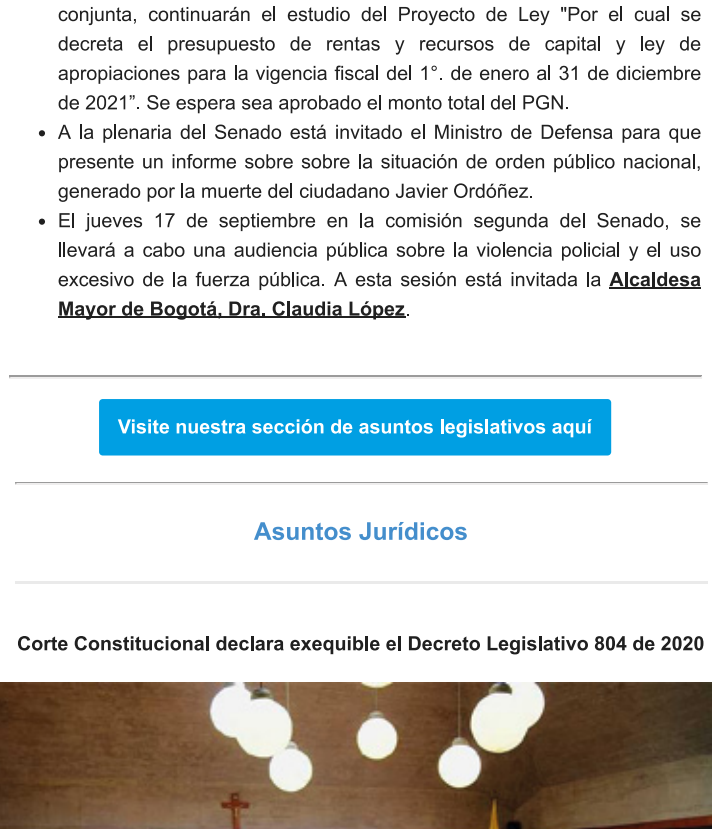 conjunta, continuarán el estudio del Proyecto de Ley "Por el cual se
decreta el presupuesto de rentas y recursos de capital y ley de
apropiaciones para la vigencia fiscal del 1°. de enero al 31 de diciembre
de 2021”. Se espera sea aprobado el monto total del PGN.
• A la plenaria del Senado está invitado el Ministro de Defensa para que
presente un informe sobre sobre la situación de orden público nacional,
generado por la muerte del ciudadano Javier Ordóñez.
• El jueves 17 de septiembre en la comisión segunda del Senado, se
llevará a cabo una audiencia pública sobre la violencia policial y el uso
excesivo de la fuerza pública. A esta sesión está invitada la Alcaldesa
Mayor de Bogotá, Dra. Claudia López.
Visite nuestra sección de asuntos legislativos aquí
Asuntos Jurídicos
Corte Constitucional declara exequible el Decreto Legislativo 804 de 2020